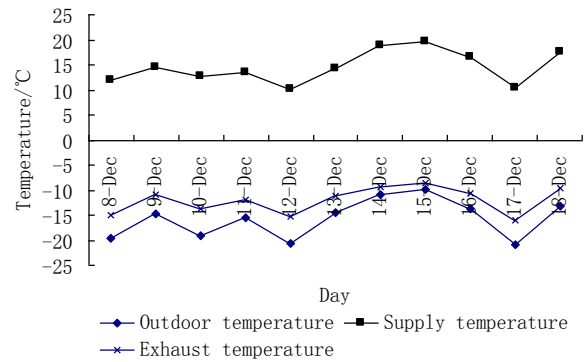 25
20
15
10
5
0
-5
-10
-15
-20
-25
Temperature/℃
8-Dec
9-Dec
10-Dec
11-Dec
12-Dec
13-Dec
14-Dec
15-Dec
16-Dec
17-Dec
18-Dec
Day
Outdoor temperature
Supply temperature
Exhaust temperature